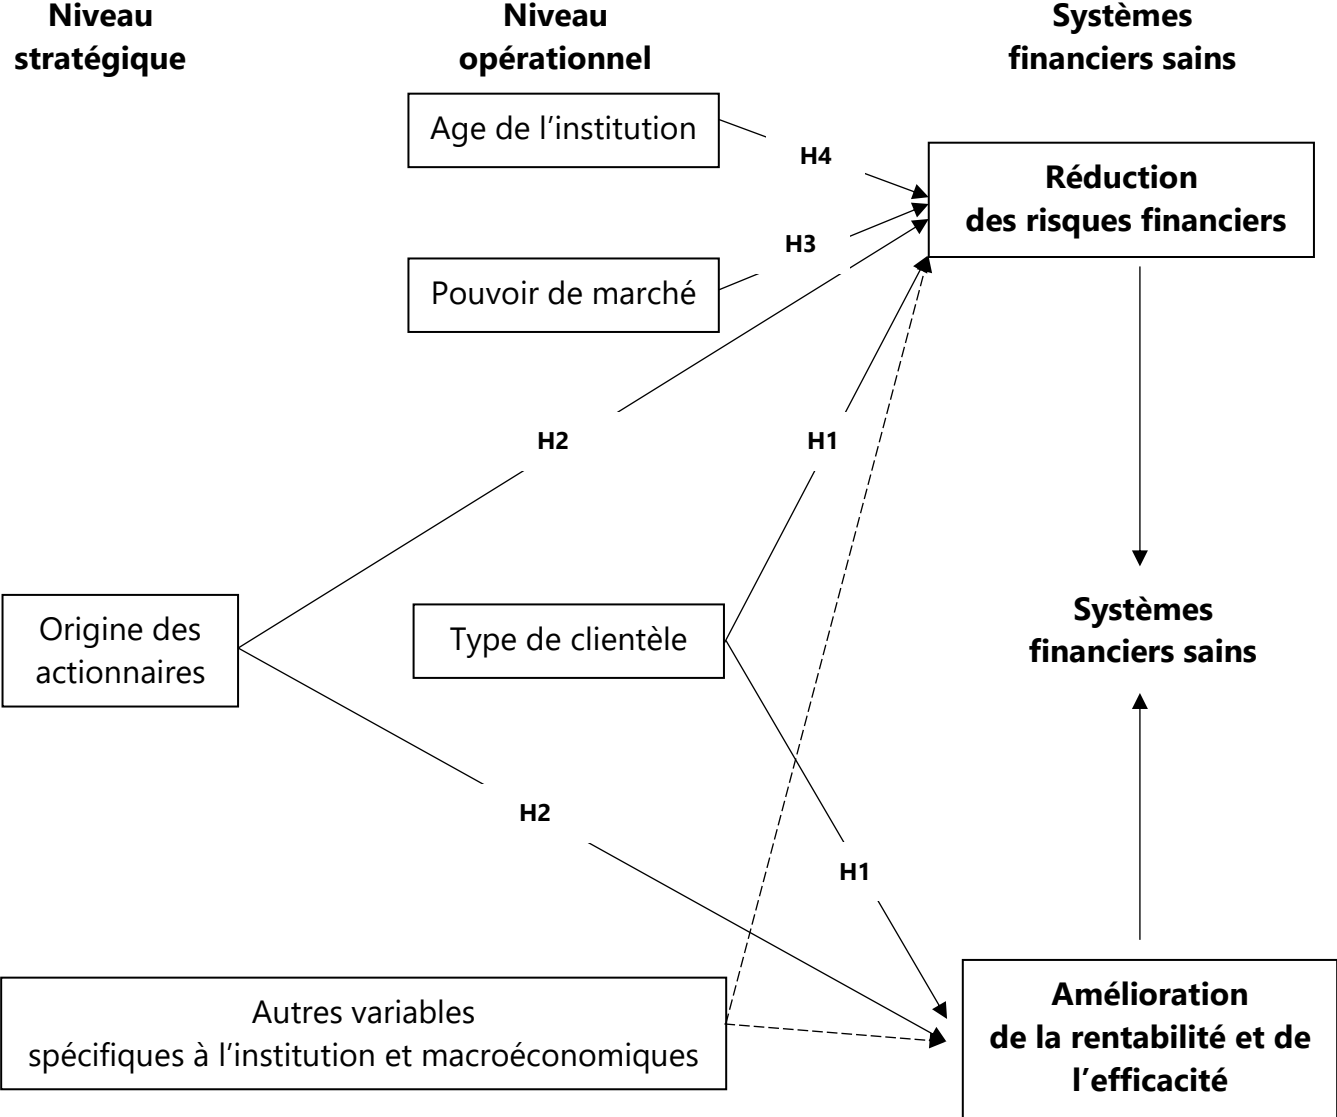 Niveau
stratégique
Niveau
opérationnel
Systèmes
financiers sains
Age de l’institution
H4
Réduction
des risques financiers
H3
Pouvoir de marché
H2
H1
Origine des
actionnaires
Type de clientèle
Systèmes
financiers sains
H2
H1
Autres variables
spécifiques à l’institution et macroéconomiques
Amélioration
de la rentabilité et de
l’efficacité